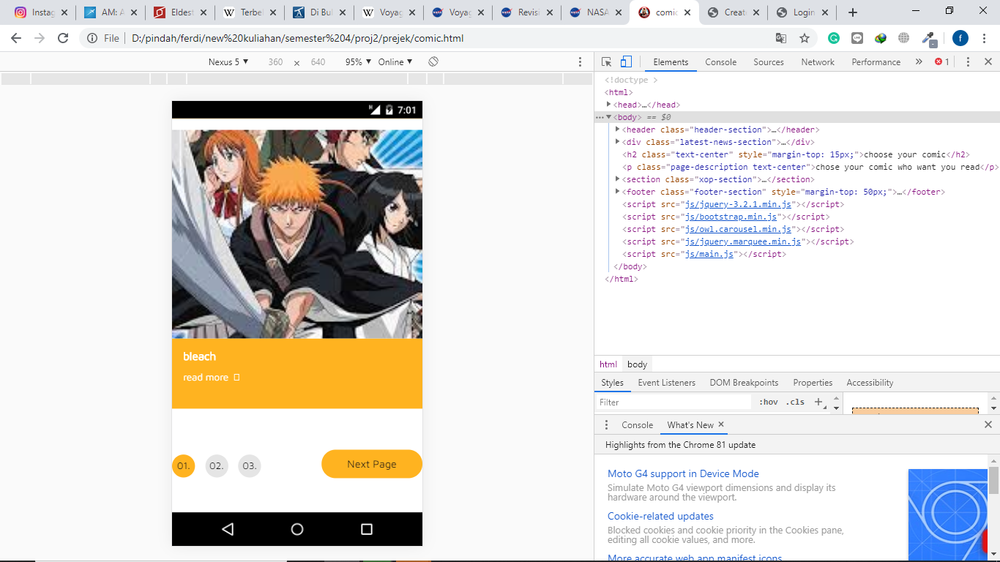 Instag
AM: A
Eldest
Terbel
Di Bul
Voyag
Voyag
Revisi
NASA
comic
Create
Login
File
D:/pindah/ferdi/new%20kuliahan/semester%204/proj2/prejek/comic.html
f
Nexus 5
360
×
640
95%
Online
Elements
Console
Sources
Network
Performance
»
1
7:01
bleach
read more
01.
02.
03.
Next Page
<!doctype >
<html>
<head>…</head>
<body> == $0
<header class="header-section">…</header>
<div class="latest-news-section">…</div>
<h2 class="text-center" style="margin-top: 15px;">choose your comic</h2>
<p class="page-description text-center">chose your comic who want you read</p>
<section class="xop-section">…</section>
<footer class="footer-section" style="margin-top: 50px;">…</footer>
<script src="js/jquery-3.2.1.min.js"></script>
<script src="js/bootstrap.min.js"></script>
<script src="js/owl.carousel.min.js"></script>
<script src="js/jquery.marquee.min.js"></script>
<script src="js/main.js"></script>
</body>
</html>
html
body
Styles
Event Listeners
DOM Breakpoints
Properties
Accessibility
Filter
:hov
.cls
+
Console
What's New
Highlights from the Chrome 81 update
Moto G4 support in Device Mode
Simulate Moto G4 viewport dimensions and display its
hardware around the viewport.
Cookie-related updates
Blocked cookies and cookie priority in the Cookies pane,
editing all cookie values, and more.
More accurate web app manifest icons